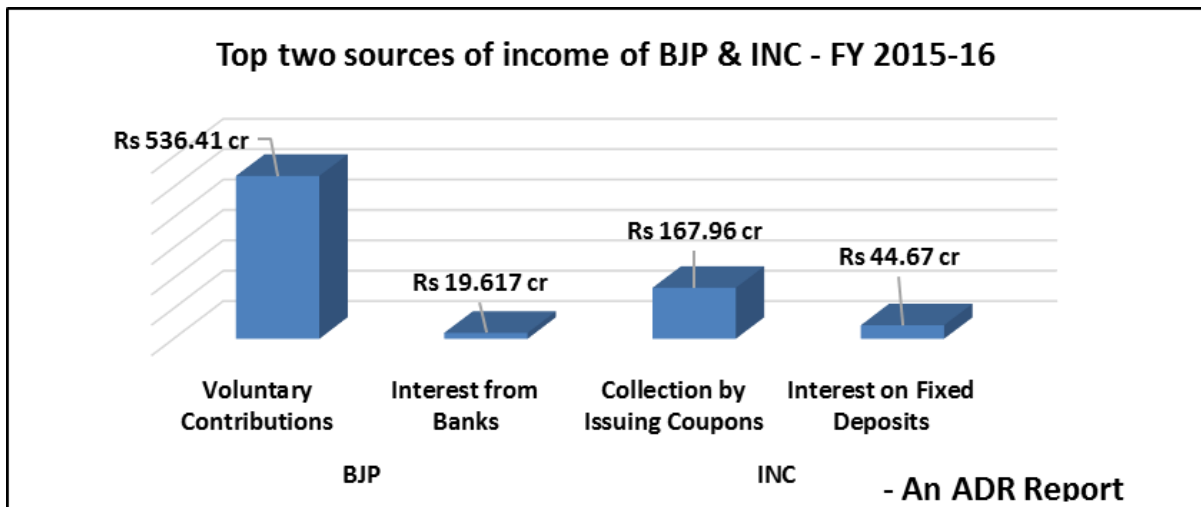 Top two sources of income of BJP & INC - FY 2015-16
Rs 536.41 cr
Rs 19.617 cr
Rs 167.96 cr
Rs 44.67 cr
Voluntary
Contributions
Interest from
Banks
Collection by
Issuing Coupons
Interest on Fixed
Deposits
BJP
INC
- An ADR Report